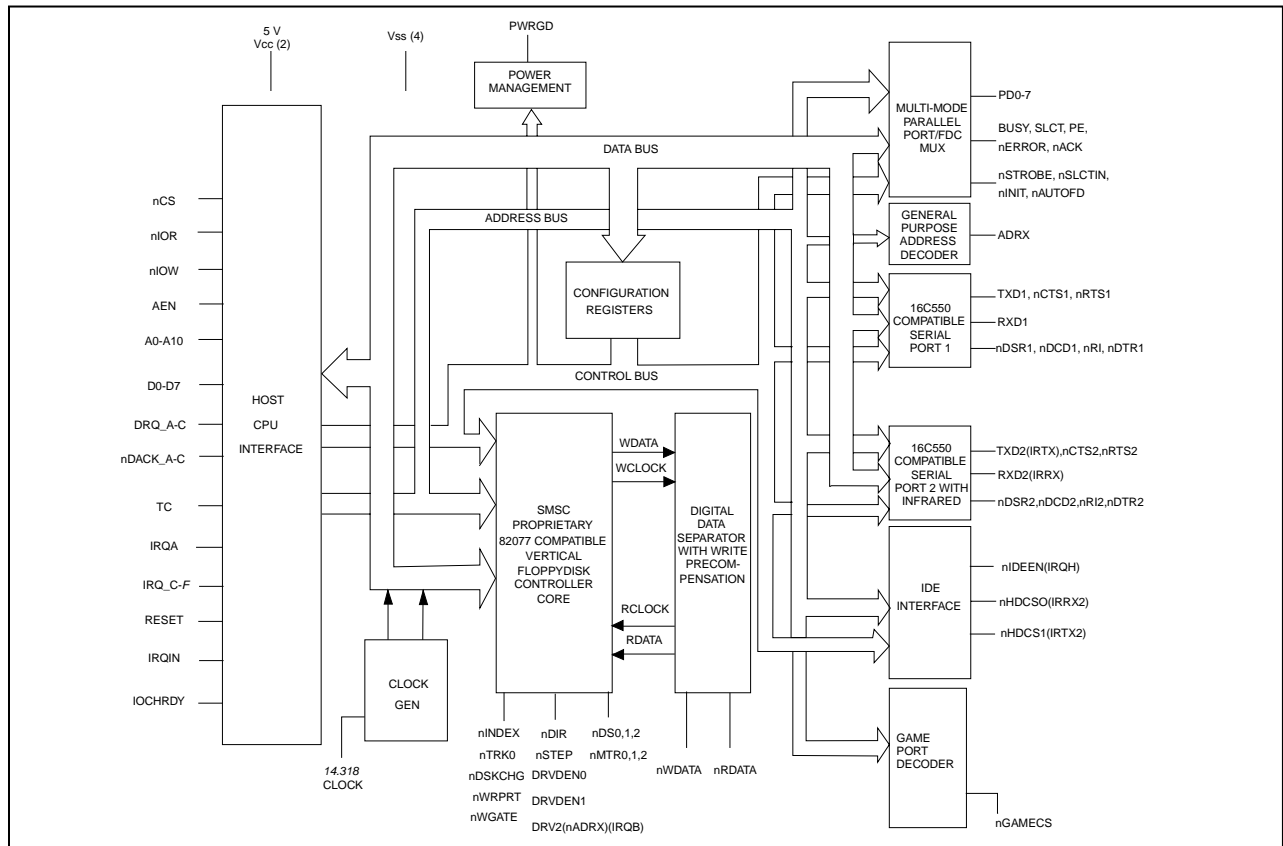 5 V
Vcc (2)
Vss (4)
PWRGD
POWER
MANAGEMENT
nCS
nIOR
nIOW
AEN
A0-A10
D0-D7
DRQ_A-C
nDACK_A-C
TC
IRQA
IRQ_C-F
RESET
IRQIN
IOCHRDY
HOST
CPU
INTERFACE
DATA BUS
ADDRESS BUS
CONFIGURATION
REGISTERS
CONTROL BUS
SMSC
PROPRIETARY
82077 COMPATIBLE
VERTICAL
FLOPPYDISK
CONTROLLER
CORE
WDATA
WCLOCK
RCLOCK
RDATA
DIGITAL
DATA
SEPARATOR
WITH WRITE
PRECOM-
PENSATION
CLOCK
GEN
14.318
CLOCK
nINDEX
nTRK0
nDSKCHG
nWRPRT
nWGATE
nDIR
nSTEP
DRVDEN0
DRVDEN1
DRV2(nADRX)(IRQB)
nDS0,1,2
nMTR0,1,2
nWDATA
nRDATA
MULTI-MODE
PARALLEL
PORT/FDC
MUX
PD0-7
BUSY, SLCT, PE,
nERROR, nACK
nSTROBE, nSLCTIN,
nINIT, nAUTOFD
GENERAL
PURPOSE
ADDRESS
DECODER
ADRX
16C550
COMPATIBLE
SERIAL
PORT 1
TXD1, nCTS1, nRTS1
RXD1
nDSR1, nDCD1, nRI, nDTR1
16C550
COMPATIBLE
SERIAL
PORT 2 WITH
INFRARED
TXD2(IRTX),nCTS2,nRTS2
RXD2(IRRX)
nDSR2,nDCD2,nRI2,nDTR2
IDE
INTERFACE
nIDEEN(IRQH)
nHDCSO(IRRX2)
nHDCS1(IRTX2)
GAME
PORT
DECODER
nGAMECS